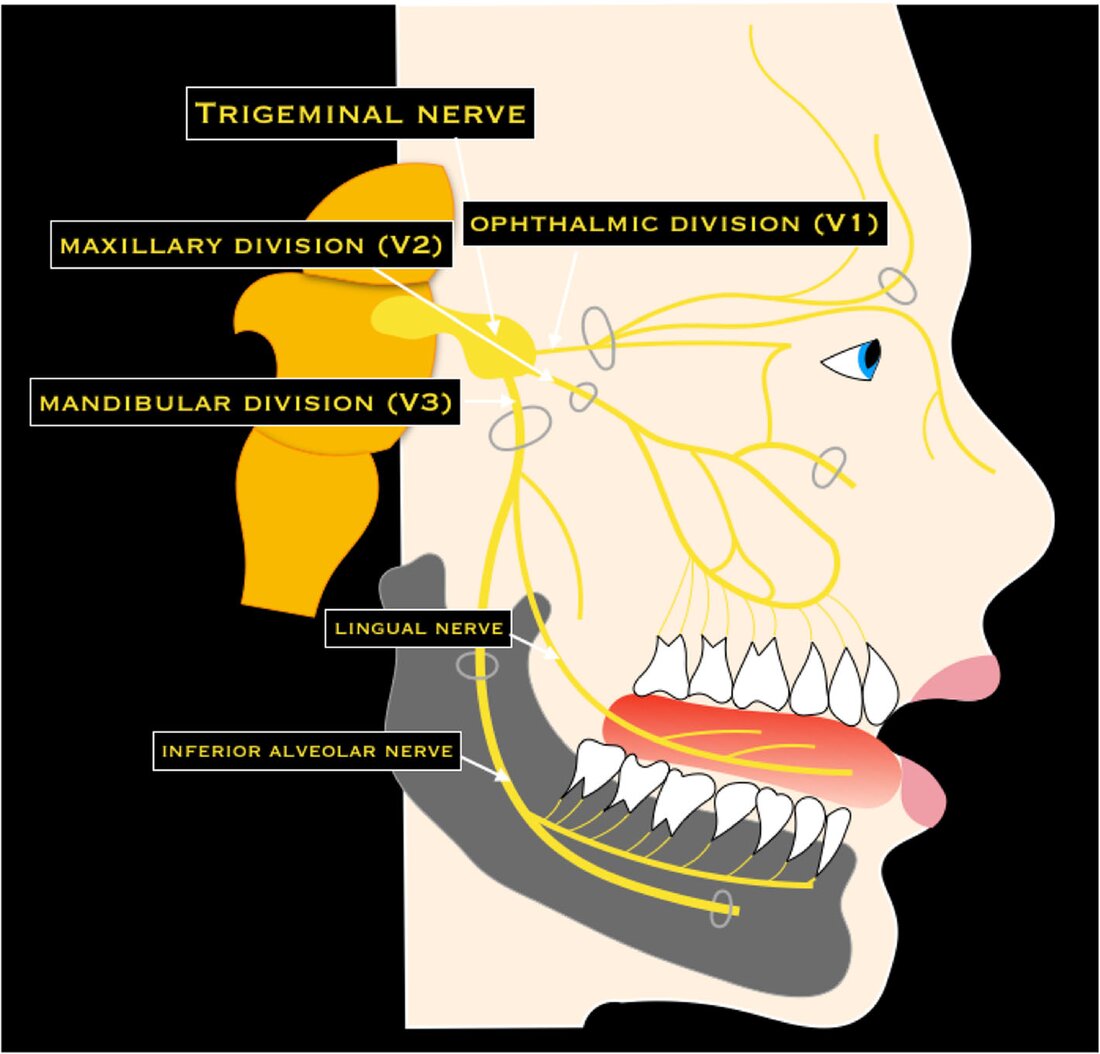 Trigeminal nerve
ophthalmic division (V1)
maxillary division (V2)
mandibular division (V3)
lingual nerve
inferior alveolar nerve